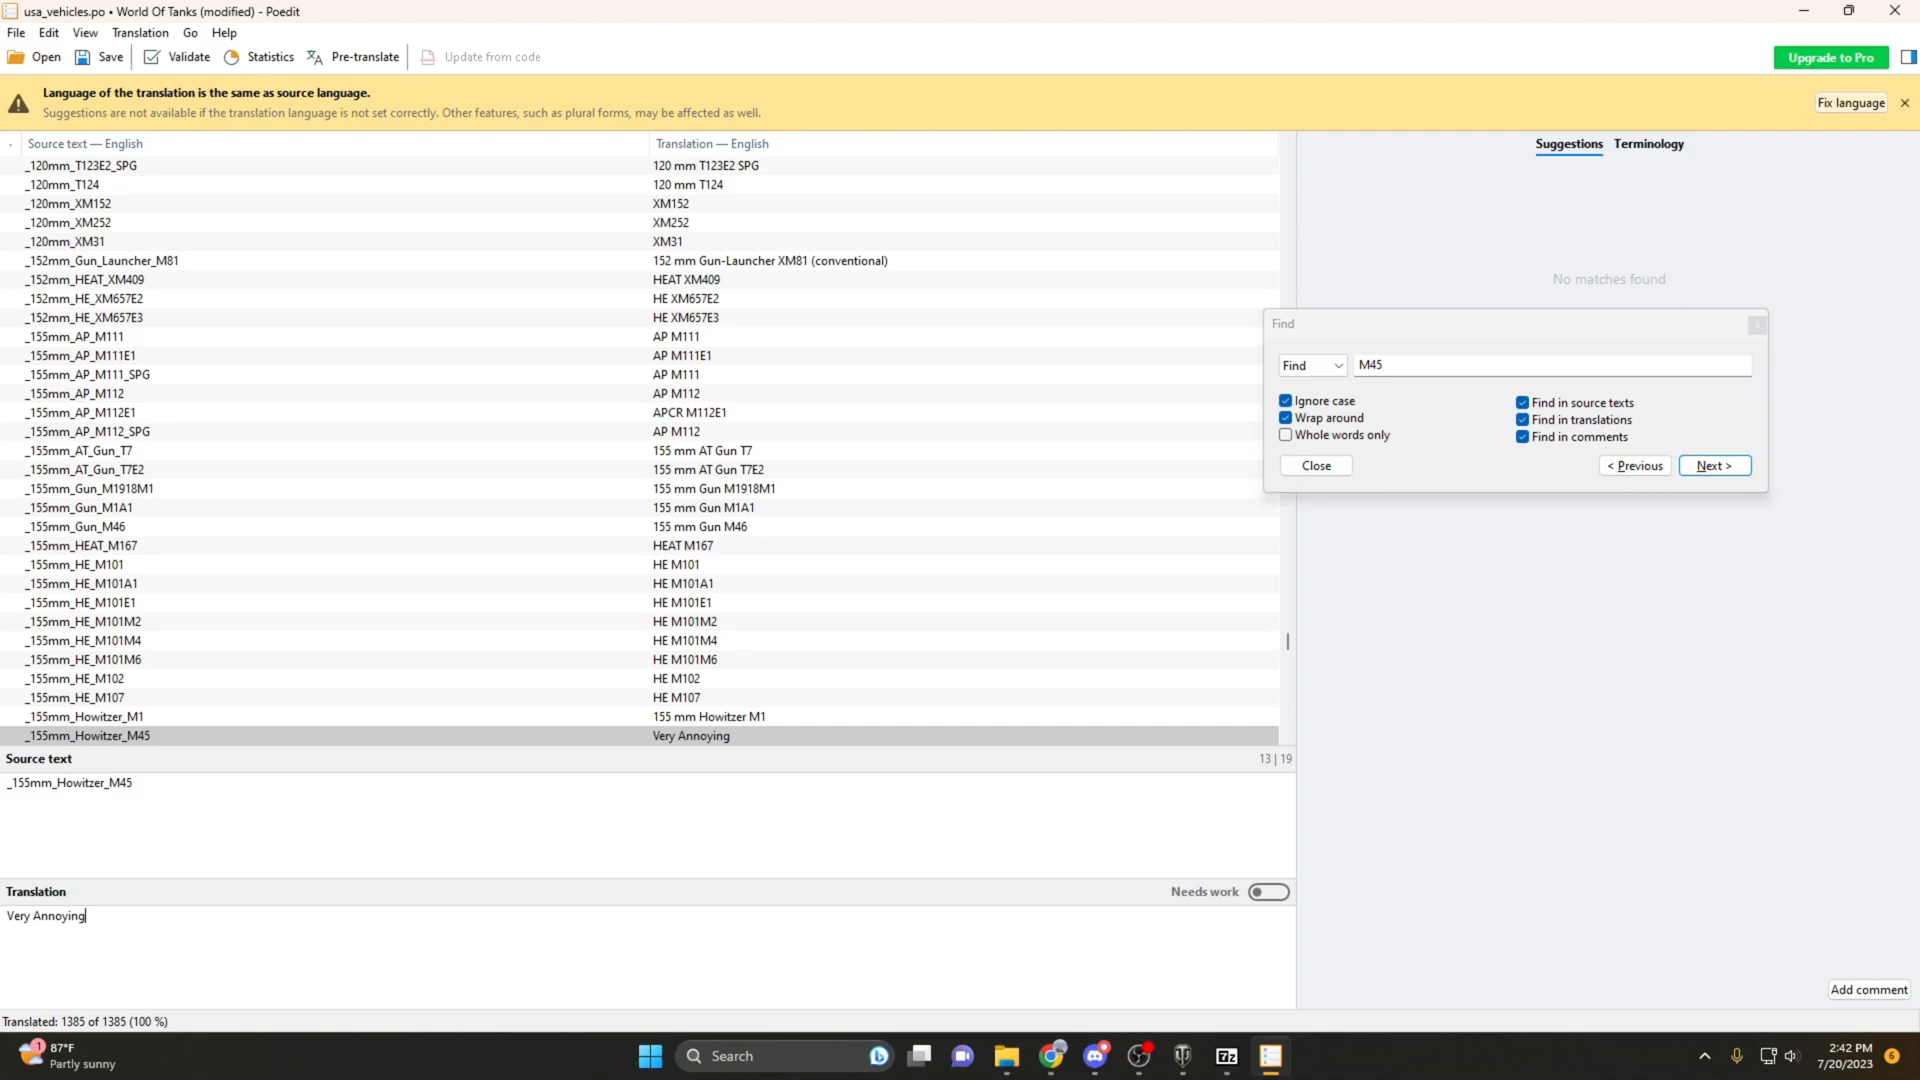 usa_vehicles.po • World Of Tanks (modified) - Poedit
File Edit View Translation Go Help
Open Save Validate Statistics Pre-translate Update from code Upgrade to Pro
Language of the translation is the same as source language.
Suggestions are not available if the translation language is not set correctly. Other features, such as plural forms, may be affected as well.
Fix language
Source text — English Translation — English
_120mm_T123E2_SPG 120 mm T123E2 SPG
_120mm_T124 120 mm T124
_120mm_XM152 XM152
_120mm_XM252 XM252
_120mm_XM31 XM31
_152mm_Gun_Launcher_M81 152 mm Gun-Launcher XM81 (conventional)
_152mm_HEAT_XM409 HEAT XM409
_152mm_HE_XM657E2 HE XM657E2
_152mm_HE_XM657E3 HE XM657E3
_155mm_AP_M111 AP M111
_155mm_AP_M111E1 AP M111E1
_155mm_AP_M111_SPG AP M111
_155mm_AP_M112 AP M112
_155mm_AP_M112E1 APCR M112E1
_155mm_AP_M112_SPG AP M112
_155mm_AT_Gun_T7 155 mm AT Gun T7
_155mm_AT_Gun_T7E2 155 mm AT Gun T7E2
_155mm_Gun_M1918M1 155 mm Gun M1918M1
_155mm_Gun_M1A1 155 mm Gun M1A1
_155mm_Gun_M46 155 mm Gun M46
_155mm_HEAT_M167 HEAT M167
_155mm_HE_M101 HE M101
_155mm_HE_M101A1 HE M101A1
_155mm_HE_M101E1 HE M101E1
_155mm_HE_M101M2 HE M101M2
_155mm_HE_M101M4 HE M101M4
_155mm_HE_M101M6 HE M101M6
_155mm_HE_M102 HE M102
_155mm_HE_M107 HE M107
_155mm_Howitzer_M1 155 mm Howitzer M1
_155mm_Howitzer_M45 Very Annoying
Source text 13 | 19
_155mm_Howitzer_M45
Translation Needs work
Very Annoying
Translated: 1385 of 1385 (100 %)
Suggestions Terminology
No matches found
Find
Find M45
Ignore case Find in source texts
Wrap around Find in translations
Whole words only Find in comments
Close < Previous Next >
Add comment
1
87°F
Partly sunny
Search
7z
2:42 PM
7/20/2023
6